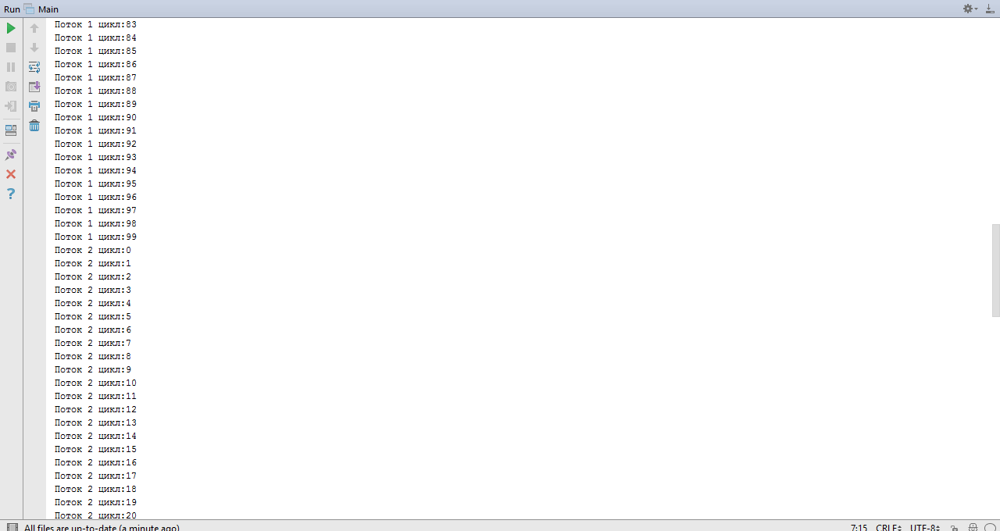 Run Main
Поток 1 цикл:83
Поток 1 цикл:84
Поток 1 цикл:85
Поток 1 цикл:86
Поток 1 цикл:87
Поток 1 цикл:88
Поток 1 цикл:89
Поток 1 цикл:90
Поток 1 цикл:91
Поток 1 цикл:92
Поток 1 цикл:93
Поток 1 цикл:94
Поток 1 цикл:95
Поток 1 цикл:96
Поток 1 цикл:97
Поток 1 цикл:98
Поток 1 цикл:99
Поток 2 цикл:0
Поток 2 цикл:1
Поток 2 цикл:2
Поток 2 цикл:3
Поток 2 цикл:4
Поток 2 цикл:5
Поток 2 цикл:6
Поток 2 цикл:7
Поток 2 цикл:8
Поток 2 цикл:9
Поток 2 цикл:10
Поток 2 цикл:11
Поток 2 цикл:12
Поток 2 цикл:13
Поток 2 цикл:14
Поток 2 цикл:15
Поток 2 цикл:16
Поток 2 цикл:17
Поток 2 цикл:18
Поток 2 цикл:19
Поток 2 цикл:20
All files are up-to-date (a minute ago) 7:15 CRLF UTF-8